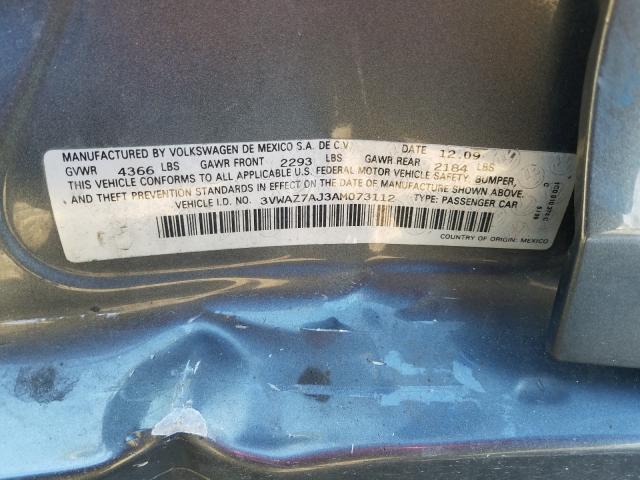 MANUFACTURED BY VOLKSWAGEN DE MEXICO S.A. DE C.V. DATE 12.09
GVWR 4366 LBS GAWR FRONT 2293 LBS GAWR REAR 2184 LBS
THIS VEHICLE CONFORMS TO ALL APPLICABLE U.S. FEDERAL MOTOR VEHICLE SAFETY, BUMPER,
AND THEFT PREVENTION STANDARDS IN EFFECT ON THE DATE OF MANUFACTURE SHOWN ABOVE.
VEHICLE I.D. NO. 3VWAZ7AJ3AM073112 TYPE: PASSENGER CAR
COUNTRY OF ORIGIN: MEXICO